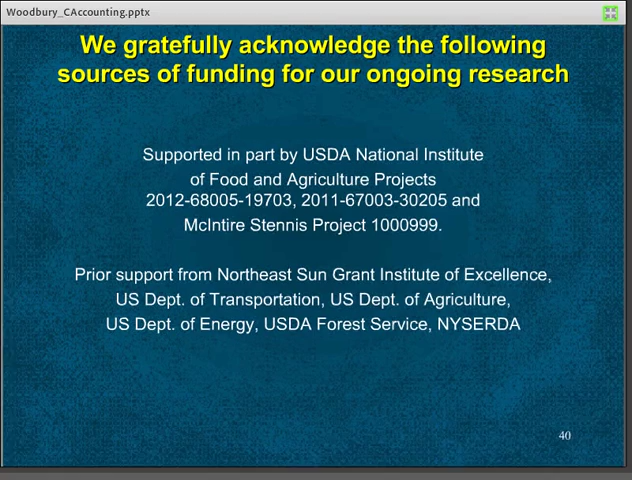 Woodbury_CAccounting.pptx
We gratefully acknowledge the following
sources of funding for our ongoing research
Supported in part by USDA National Institute
of Food and Agriculture Projects
2012-68005-19703, 2011-67003-30205 and
McIntire Stennis Project 1000999.
Prior support from Northeast Sun Grant Institute of Excellence,
US Dept. of Transportation, US Dept. of Agriculture,
US Dept. of Energy, USDA Forest Service, NYSERDA
40